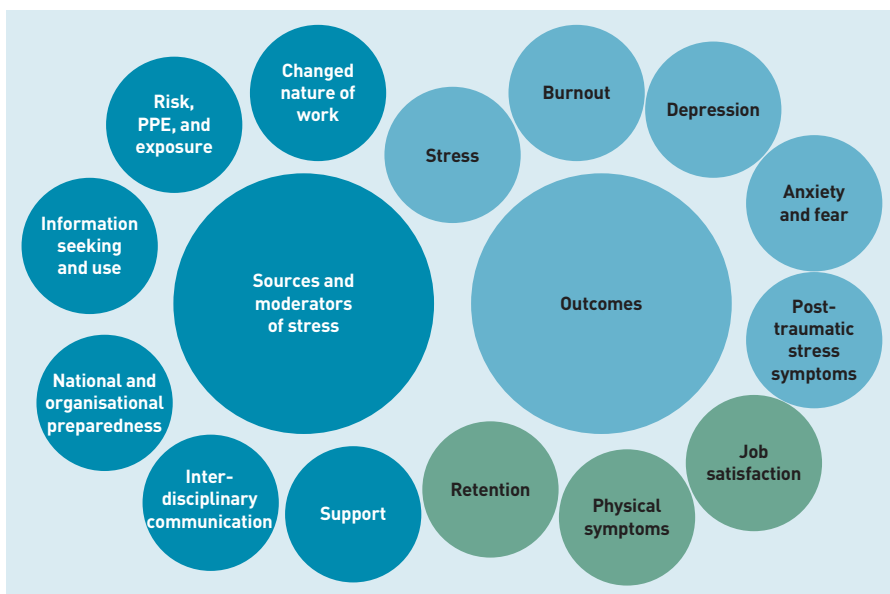 Changed
nature of
work
Risk,
PPE, and
exposure
Information
seeking
and use
Sources and
moderators
of stress
National and
organisational
preparedness
Inter-
disciplinary
communication
Support
Stress
Burnout
Depression
Anxiety
and fear
Outcomes
Post-
traumatic
stress
symptoms
Job
satisfaction
Physical
symptoms
Retention